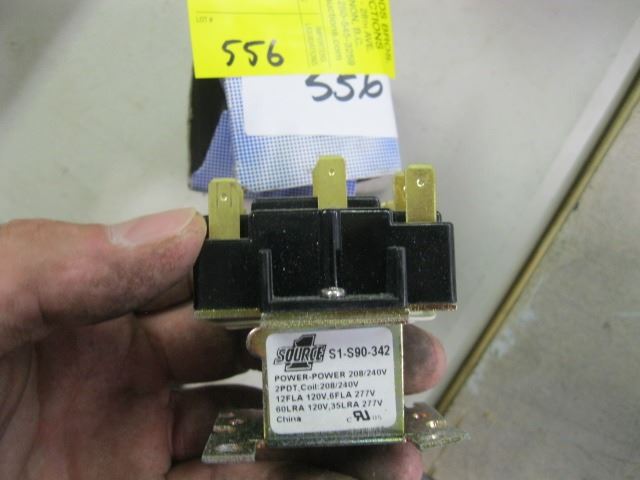 LOT #
556
556
SOURCE 1 S1-S90-342
POWER-POWER 208/240V
2PDT,Coil:208/240V
12FLA 120V,6FLA 277V
60LRA 120V,35LRA 277V
China